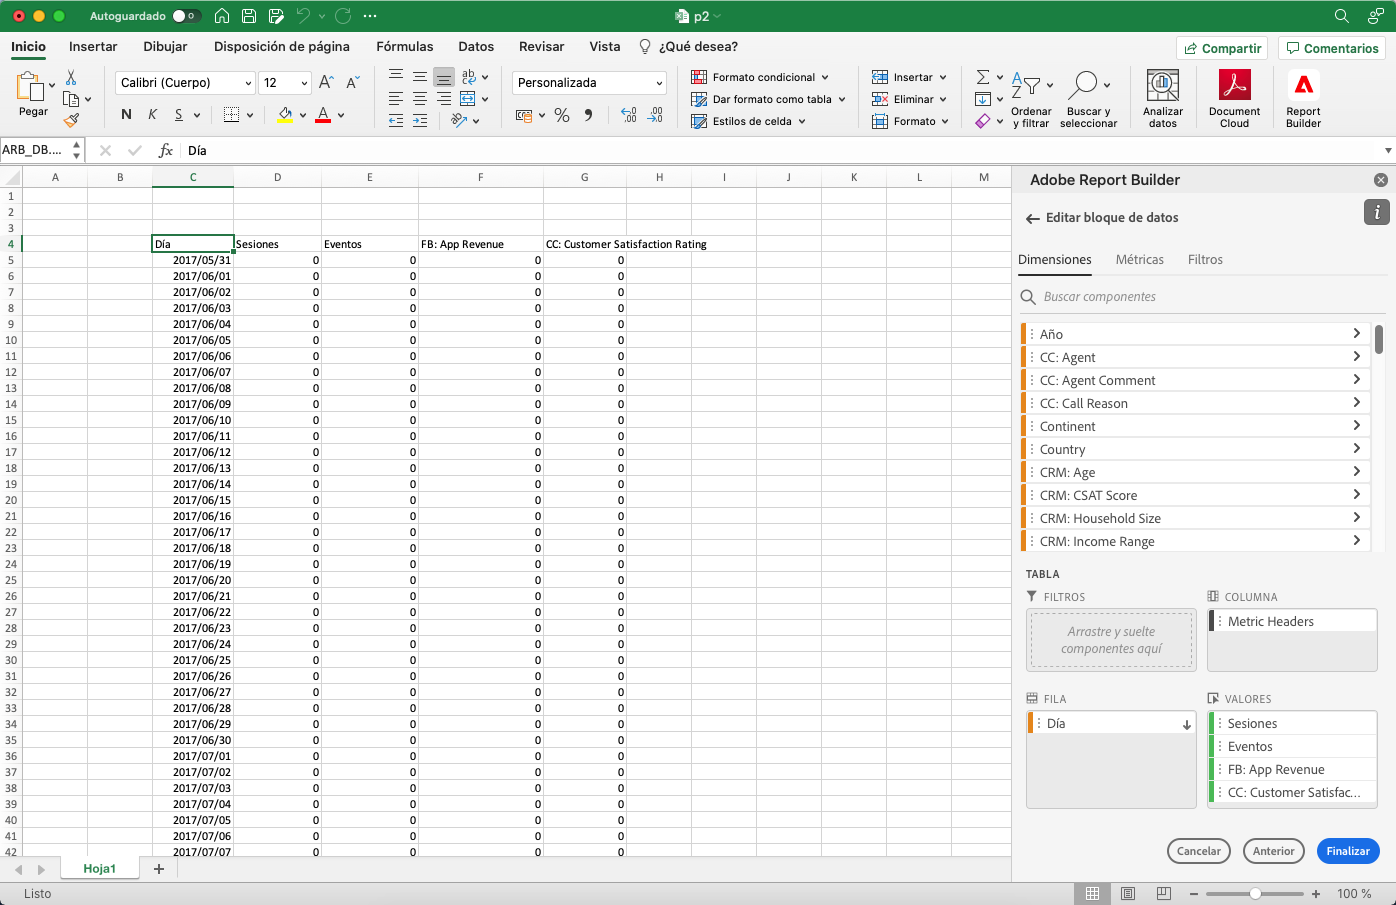 Autoguardado 0 p2
Inicio Insertar Dibujar Disposición de página Fórmulas Datos Revisar Vista ¿Qué desea? Compartir Comentarios
Pegar
Calibri (Cuerpo) 12
N K S
ab
Personalizada
%
Formato condicional
Dar formato como tabla
Estilos de celda
Insertar
Eliminar
Formato
Ordenar y filtrar
Buscar y seleccionar
Analizar datos
Document Cloud
Report Builder
ARB_DB.... fx Día
A B C D E F G H I J K L M
1
2
3
4 Día Sesiones Eventos FB: App Revenue CC: Customer Satisfaction Rating
5 2017/05/31 0 0 0 0
6 2017/06/01 0 0 0 0
7 2017/06/02 0 0 0 0
8 2017/06/03 0 0 0 0
9 2017/06/04 0 0 0 0
10 2017/06/05 0 0 0 0
11 2017/06/06 0 0 0 0
12 2017/06/07 0 0 0 0
13 2017/06/08 0 0 0 0
14 2017/06/09 0 0 0 0
15 2017/06/10 0 0 0 0
16 2017/06/11 0 0 0 0
17 2017/06/12 0 0 0 0
18 2017/06/13 0 0 0 0
19 2017/06/14 0 0 0 0
20 2017/06/15 0 0 0 0
21 2017/06/16 0 0 0 0
22 2017/06/17 0 0 0 0
23 2017/06/18 0 0 0 0
24 2017/06/19 0 0 0 0
25 2017/06/20 0 0 0 0
26 2017/06/21 0 0 0 0
27 2017/06/22 0 0 0 0
28 2017/06/23 0 0 0 0
29 2017/06/24 0 0 0 0
30 2017/06/25 0 0 0 0
31 2017/06/26 0 0 0 0
32 2017/06/27 0 0 0 0
33 2017/06/28 0 0 0 0
34 2017/06/29 0 0 0 0
35 2017/06/30 0 0 0 0
36 2017/07/01 0 0 0 0
37 2017/07/02 0 0 0 0
38 2017/07/03 0 0 0 0
39 2017/07/04 0 0 0 0
40 2017/07/05 0 0 0 0
41 2017/07/06 0 0 0 0
42 2017/07/07 0 0 0 0
Adobe Report Builder
Editar bloque de datos
Dimensiones Métricas Filtros
Buscar componentes
Año
CC: Agent
CC: Agent Comment
CC: Call Reason
Continent
Country
CRM: Age
CRM: CSAT Score
CRM: Household Size
CRM: Income Range
TABLA
FILTROS
Arrastre y suelte
componentes aquí
COLUMNA
Metric Headers
FILA
Día
VALORES
Sesiones
Eventos
FB: App Revenue
CC: Customer Satisfac...
Cancelar Anterior Finalizar
Hoja1
Listo 100 %